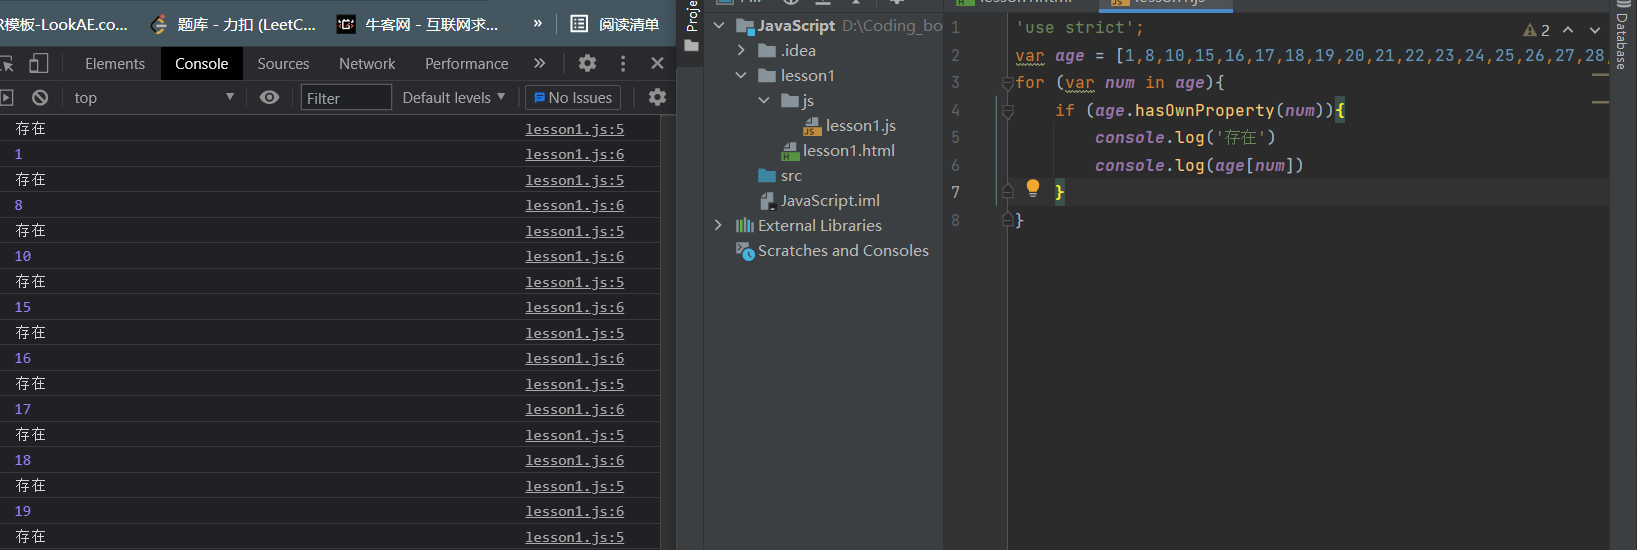 R模板-LookAE.co...
题库 - 力扣 (LeetC...
牛客网 - 互联网求...
»
阅读清单
Elements
Console
Sources
Network
Performance
»
top
Filter
Default levels
No Issues
存在 lesson1.js:5
1 lesson1.js:6
存在 lesson1.js:5
8 lesson1.js:6
存在 lesson1.js:5
10 lesson1.js:6
存在 lesson1.js:5
15 lesson1.js:6
存在 lesson1.js:5
16 lesson1.js:6
存在 lesson1.js:5
17 lesson1.js:6
存在 lesson1.js:5
18 lesson1.js:6
存在 lesson1.js:5
19 lesson1.js:6
存在 lesson1.js:5
Proje
JavaScript D:\Coding_bo
.idea
lesson1
js
lesson1.js
lesson1.html
src
JavaScript.iml
External Libraries
Scratches and Consoles
1 'use strict';
2 var age = [1,8,10,15,16,17,18,19,20,21,22,23,24,25,26,27,28,
3 for (var num in age){
4 if (age.hasOwnProperty(num)){
5 console.log('存在')
6 console.log(age[num])
7 }
8 }
2
Database